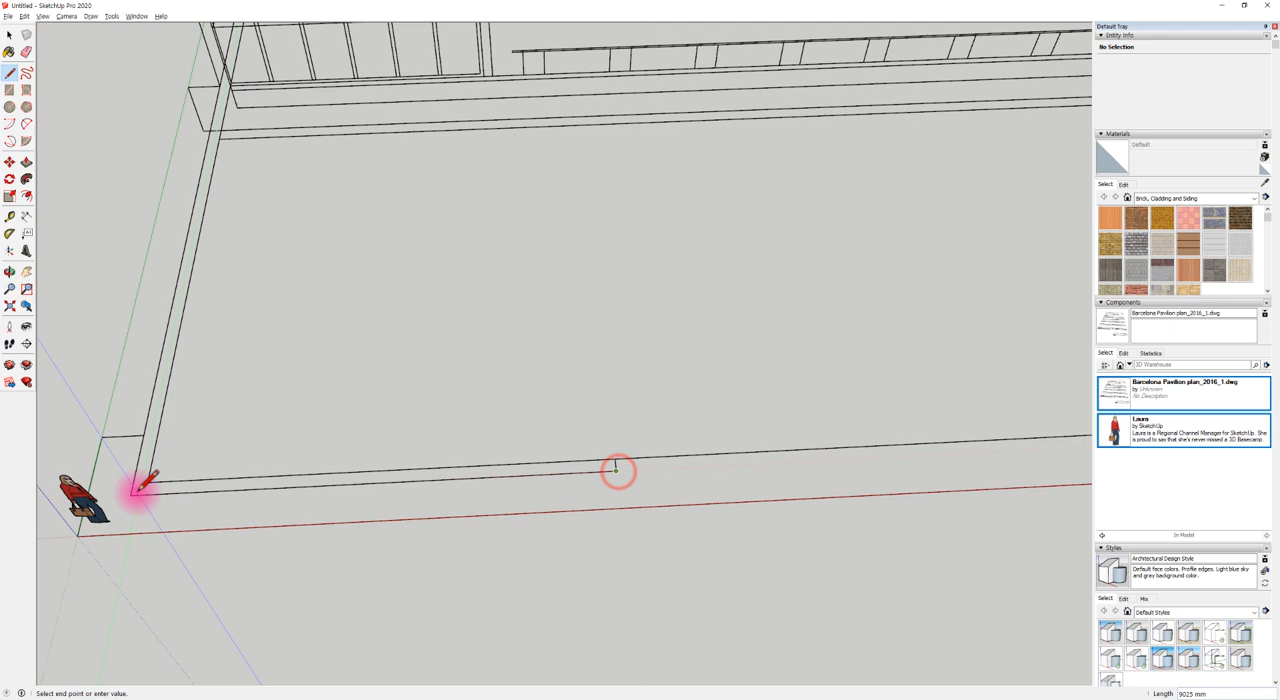 Untitled - SketchUp Pro 2020
File Edit View Camera Draw Tools Window Help
Default Tray
Entity Info
No Selection
Materials
Default
Select Edit
Brick, Cladding and Siding
Components
Barcelona Pavilion plan_2016_1.dwg
Select Edit Statistics
3D Warehouse
Barcelona Pavilion plan_2016_1.dwg
by Unknown
No Description
Laura
by SketchUp
Laura is a Regional Channel Manager for SketchUp. She
is proud to say that she's never missed a 3D Basecamp.
In Model
Styles
Architectural Design Style
Default face colors. Profile edges. Light blue sky
and gray background color.
Select Edit Mix
Default Styles
Select end point or enter value.
Length 9025 mm